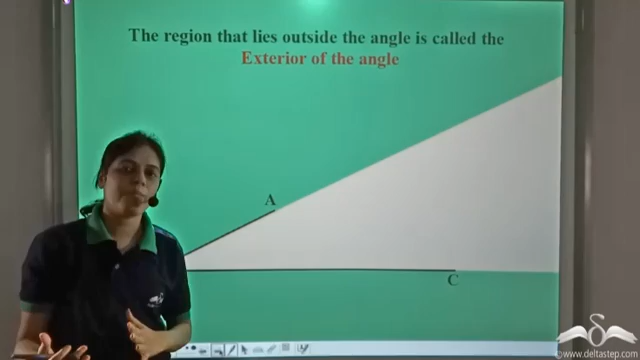 The region that lies outside the angle is called the
Exterior of the angle
A
C
©www.deltastep.com